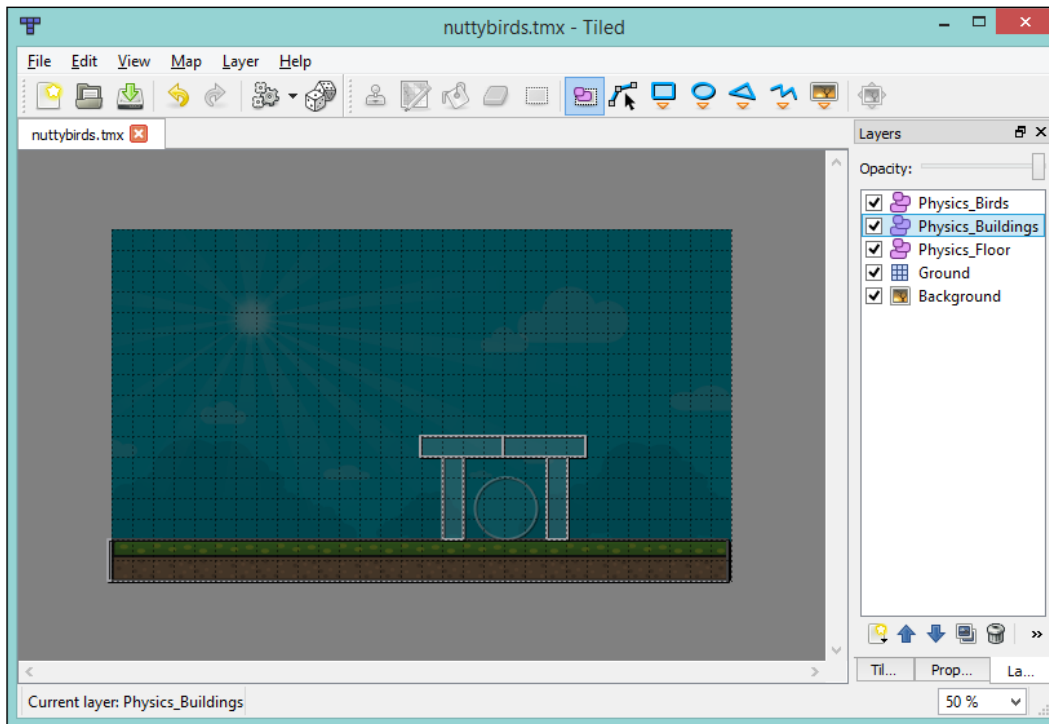 nuttybirds.tmx - Tiled
File Edit View Map Layer Help
nuttybirds.tmx
Layers
Opacity:
Physics_Birds
Physics_Buildings
Physics_Floor
Ground
Background
»
Til... Prop... La...
Current layer: Physics_Buildings
50 %